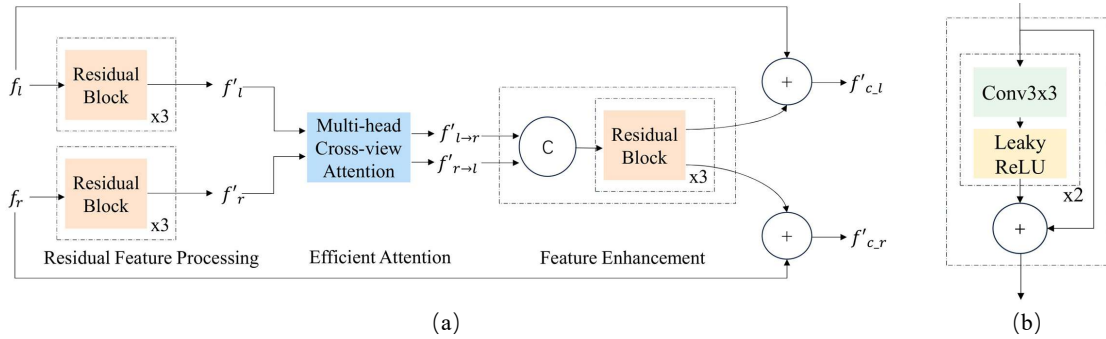 f_l
Residual
Block
x3
f'_l
f_r
Residual
Block
x3
f'_r
Multi-head
Cross-view
Attention
f'_{l→r}
f'_{r→l}
C
Residual
Block
x3
+
f'_{c_l}
+
f'_{c_r}
Residual Feature Processing
Efficient Attention
Feature Enhancement
(a)
Conv3x3
Leaky
ReLU
x2
+
(b)